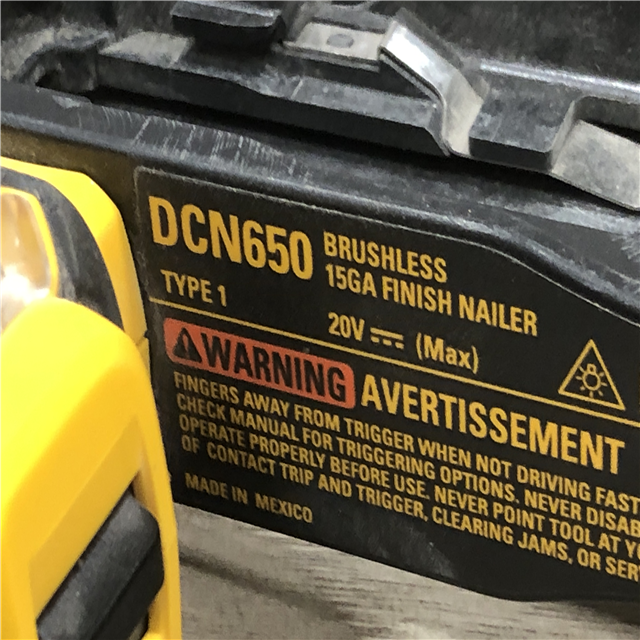 DCN650 BRUSHLESS
15GA FINISH NAILER
TYPE 1
20V (Max)
WARNING AVERTISSEMENT
FINGERS AWAY FROM TRIGGER WHEN NOT DRIVING FAST
CHECK MANUAL FOR TRIGGERING OPTIONS. NEVER
OPERATE PROPERLY BEFORE USE. NEVER POINT TOOL AT
OF CONTACT TRIP AND TRIGGER, CLEARING JAMS, OR
MADE IN MEXICO